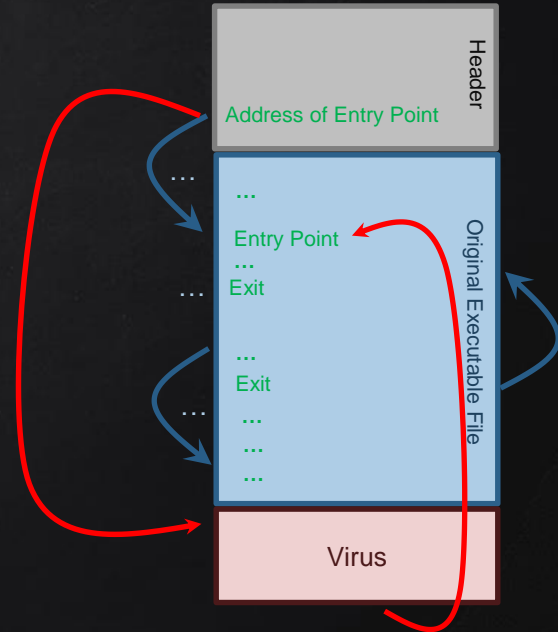 Header
Address of Entry Point
...
...
Entry Point
...
...
Exit
Original Executable File
...
Exit
...
...
...
...
Virus